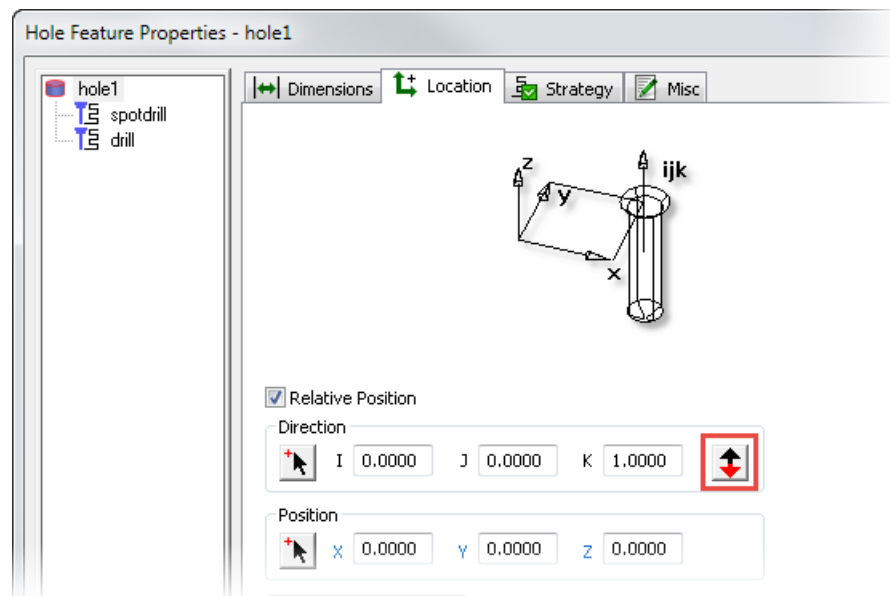 Hole Feature Properties - hole1
hole1
spotdrill
drill
Dimensions Location Strategy Misc
z
y
x
ijk
Relative Position
Direction
I 0.0000 J 0.0000 K 1.0000
Position
X 0.0000 Y 0.0000 Z 0.0000